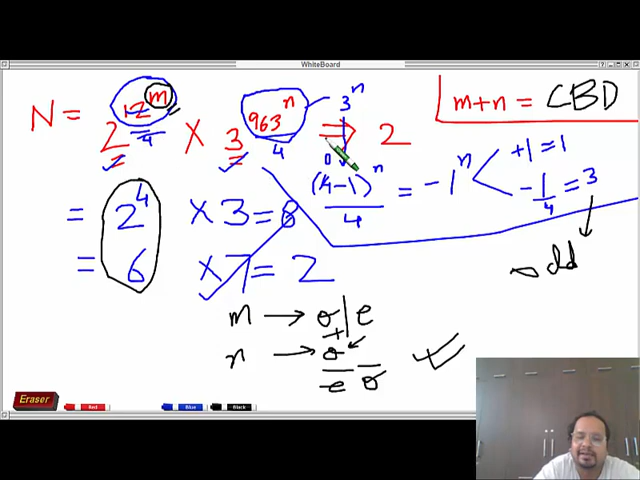 WhiteBoard
N = 2^12^m × 3^963^n ⇒ 2
4 4 3^n
m+n = CBD
(4-1)^n / 4 = -1^n < +1 = 1
-1/4 = 3
= 2^4 × 3 = 8
odd
= 6 × 7 = 2
m → o | e
+
n → o
e o
Eraser Red Blue Black